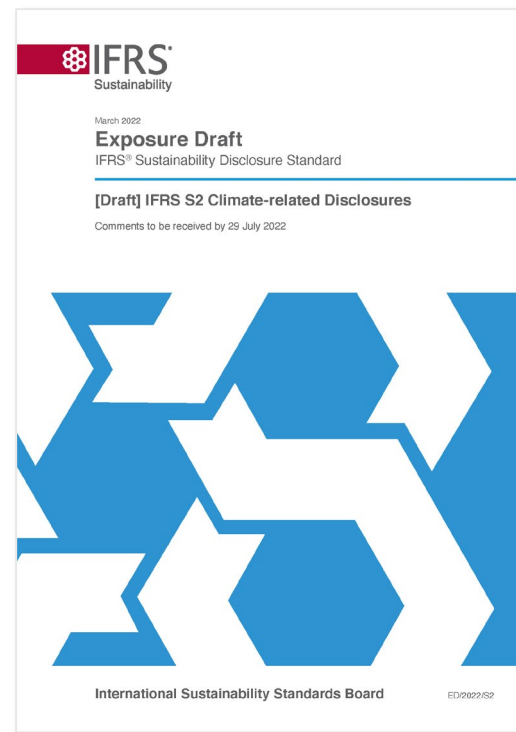 IFRS®
Sustainability
March 2022
Exposure Draft
IFRS® Sustainability Disclosure Standard
[Draft] IFRS S2 Climate-related Disclosures
Comments to be received by 29 July 2022
International Sustainability Standards Board
ED/2022/S2